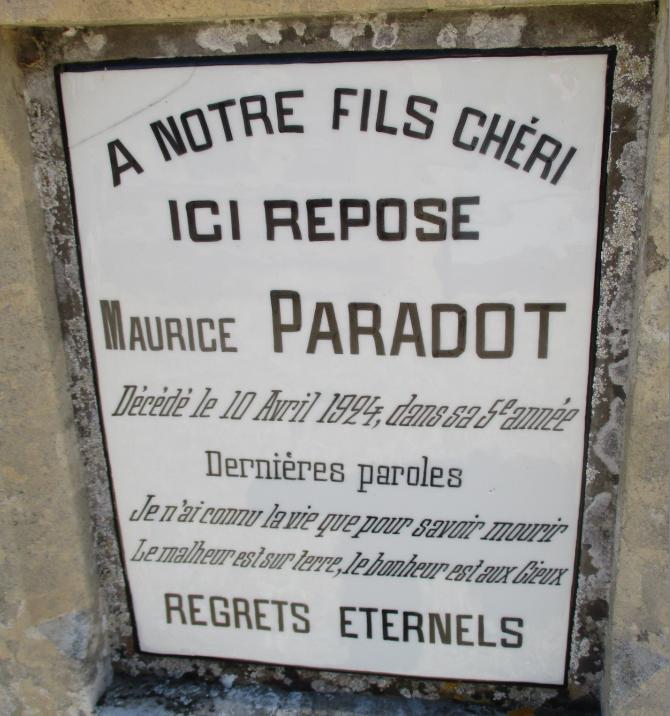 A NOTRE FILS CHÉRI
ICI REPOSE
MAURICE PARADOT
Décédé le 10 Avril 1924, dans sa 5e année
Dernières paroles
Je n'ai connu la vie que pour savoir mourir
Le malheur est sur terre, le bonheur est aux Cieux
REGRETS ETERNELS